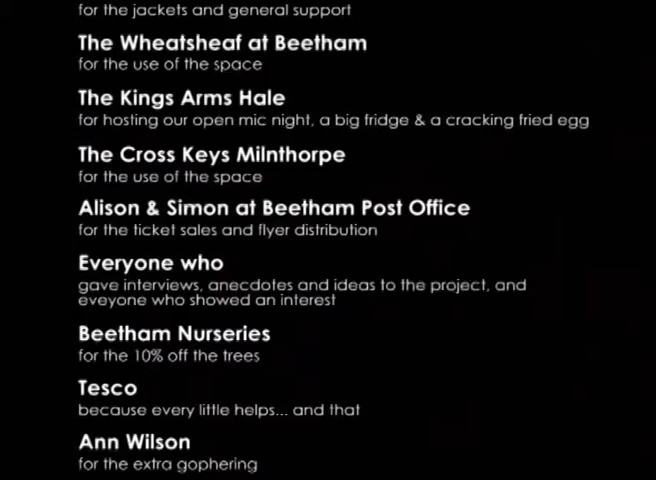 for the jackets and general support
The Wheatsheaf at Beetham
for the use of the space
The Kings Arms Hale
for hosting our open mic night, a big fridge & a cracking fried egg
The Cross Keys Milnthorpe
for the use of the space
Alison & Simon at Beetham Post Office
for the ticket sales and flyer distribution
Everyone who
gave interviews, anecdotes and ideas to the project, and
eveyone who showed an interest
Beetham Nurseries
for the 10% off the trees
Tesco
because every little helps... and that
Ann Wilson
for the extra gophering